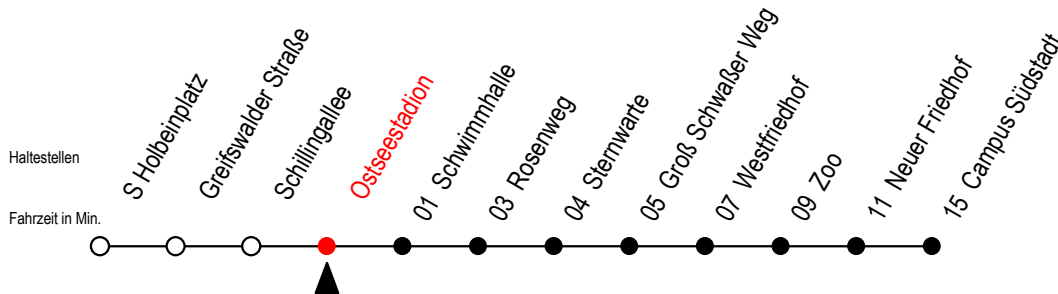 Haltestellen
Fahrzeit in Min.
S Holbeinplatz
Greifswalder Straße
Schillingallee
Ostseestadion
01 Schwimmhalle
03 Rosenweg
04 Sternwarte
05 Groß Schwaßer Weg
07 Westfriedhof
09 Zoo
11 Neuer Friedhof
15 Campus Südstadt